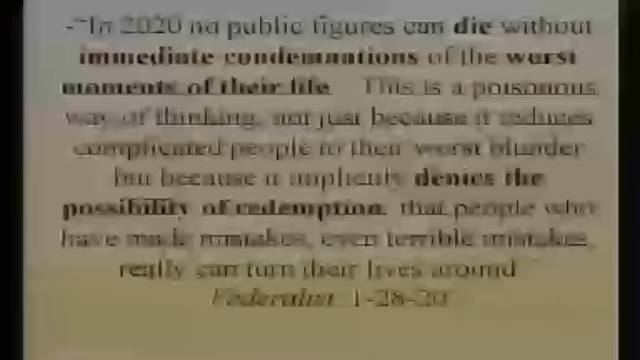 -"In 2020 no public figures can die without
immediate condemnations of the worst
moments of their life This is a poisonous
way of thinking, not just because it reduces
complicated people to their worst blunder
but because it implicitly denies the
possibility of redemption, that people who
have made mistakes, even terrible mistakes,
really can turn their lives around"
Federalist 1-28-20